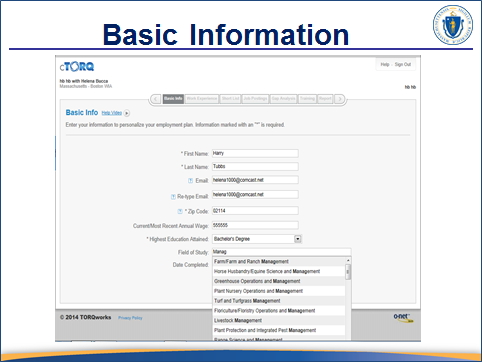 Basic Information
cTORQ
Help Sign Out
hb hb with Helena Bucca
Massachusetts - Boston WIA
hb hb
Basic Info Work Experience Work List Job Postings Gap Analysis Training Report
Basic Info Help Video
Enter your information to personalize your employment plan. Information marked with an "*" is required.
* First Name: Harry
* Last Name: Tubbs
? Email: helena1000@comcast.net
? Re-type Email: helena1000@comcast.net
? * Zip Code: 02114
Current/Most Recent Annual Wage: 555555
* Highest Education Attained: Bachelor's Degree
Field of Study: Manag
Date Completed:
Farm/Farm and Ranch Management
Horse Husbandry/Equine Science and Management
Greenhouse Operations and Management
Plant Nursery Operations and Management
Turf and Turfgrass Management
Floriculture/Floristry Operations and Management
Livestock Management
Plant Protection and Integrated Pest Management
Range Science and Management
© 2014 TORQworks Privacy Policy
o·net